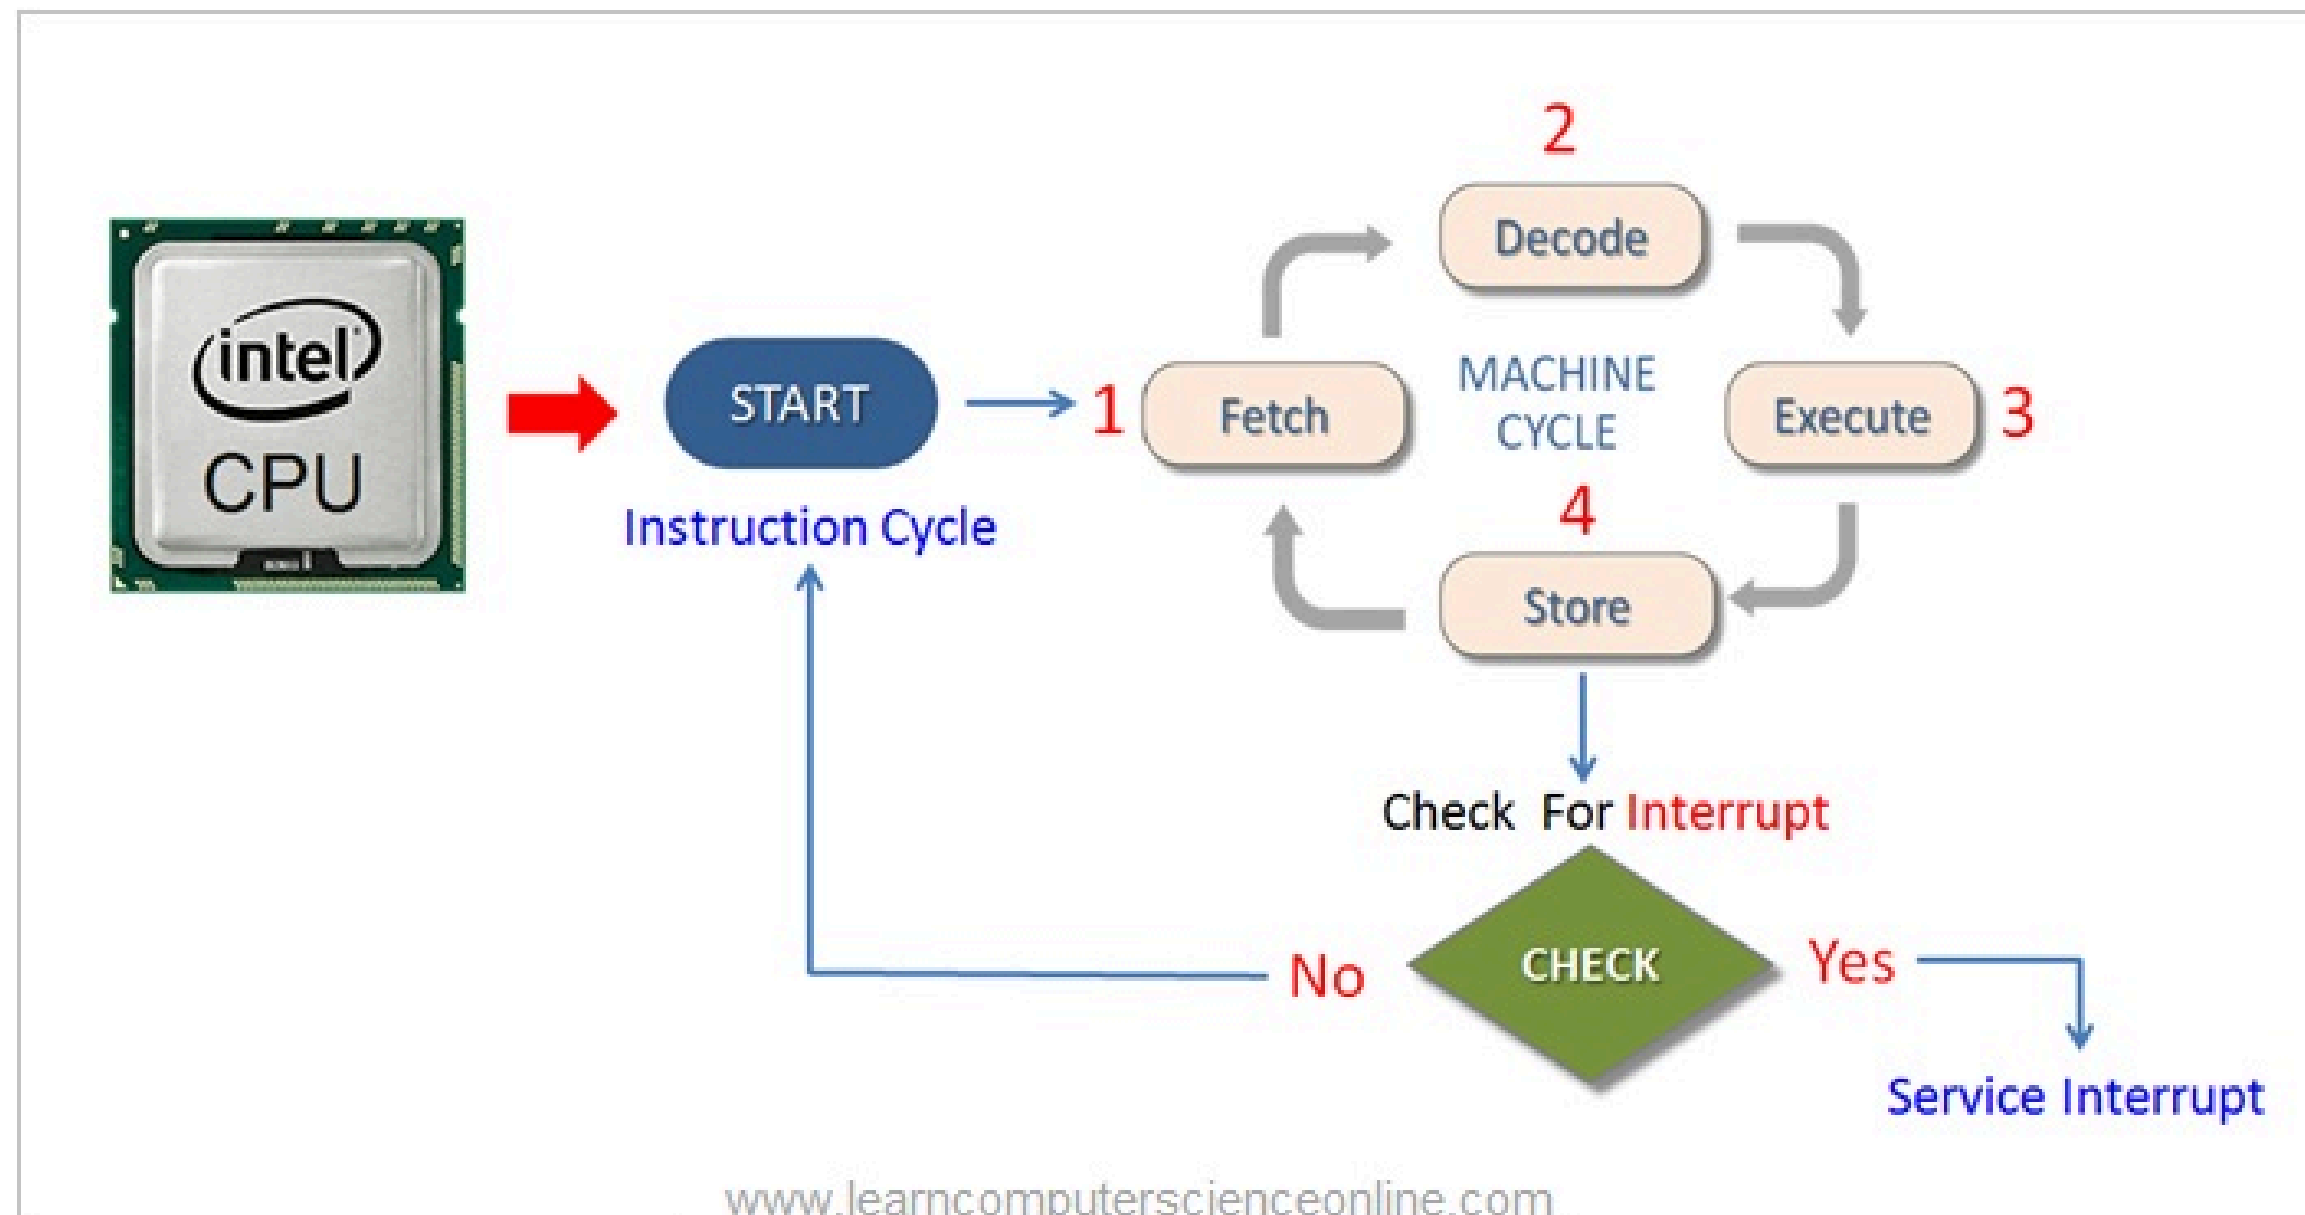 intel
CPU
START
Instruction Cycle
1
Fetch
2
Decode
MACHINE
CYCLE
Execute
3
4
Store
Check For Interrupt
CHECK
No
Yes
Service Interrupt
www.learncomputerscienceonline.com